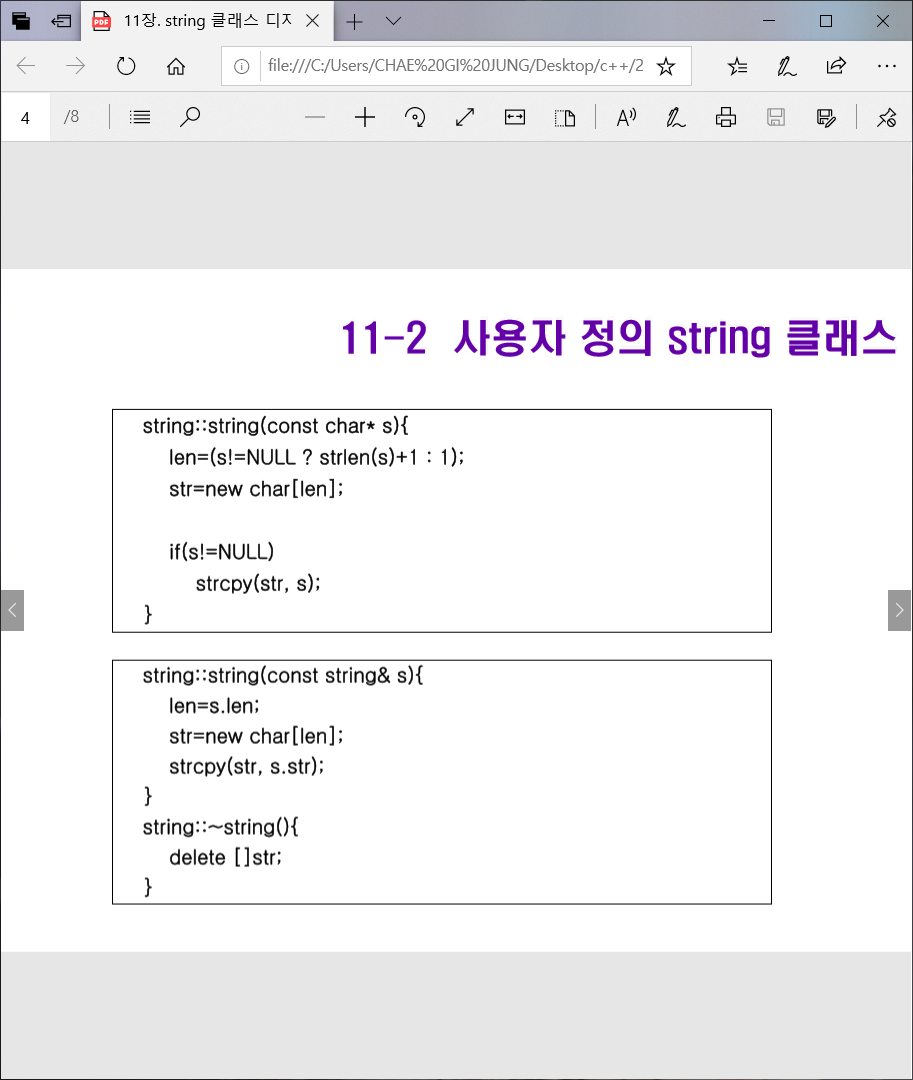 11장. string 클래스 디자
file:///C:/Users/CHAE%20GI%20JUNG/Desktop/c++/2
4 /8
11-2 사용자 정의 string 클래스
string::string(const char* s){
len=(s!=NULL ? strlen(s)+1 : 1);
str=new char[len];
if(s!=NULL)
strcpy(str, s);
}
string::string(const string& s){
len=s.len;
str=new char[len];
strcpy(str, s.str);
}
string::~string(){
delete []str;
}